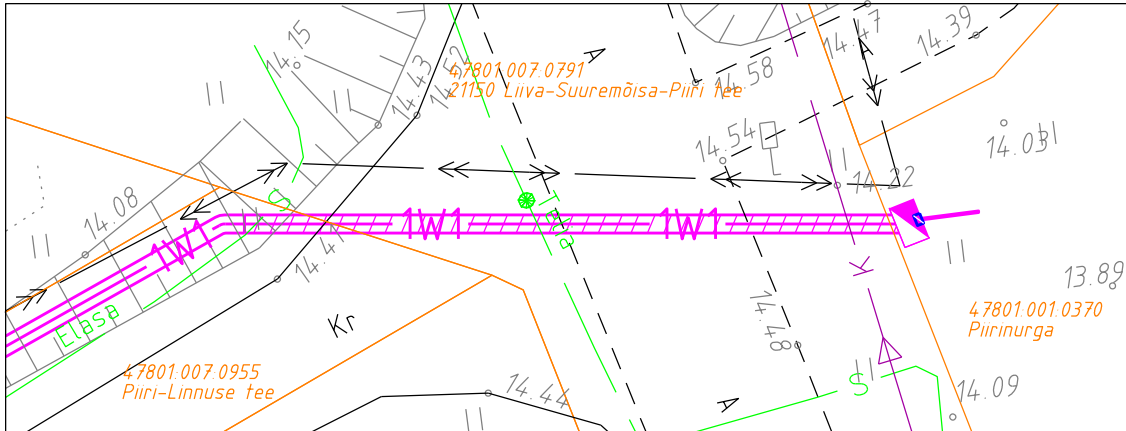 14.15
14.43
14.52
A
14.47
A
14.39
47801:007:0791
21150 Liiva-Suuremõisa-Piiri tee
14.58
14.54
14.03
14.22
14.08
S
Telia
1W1
1W1
1W1
14.41
K
13.89
Elasa
Kr
14.48
47801:001:0370
Piirinurga
47801:007:0955
Piiri-Linnuse tee
14.44
A
S
14.09